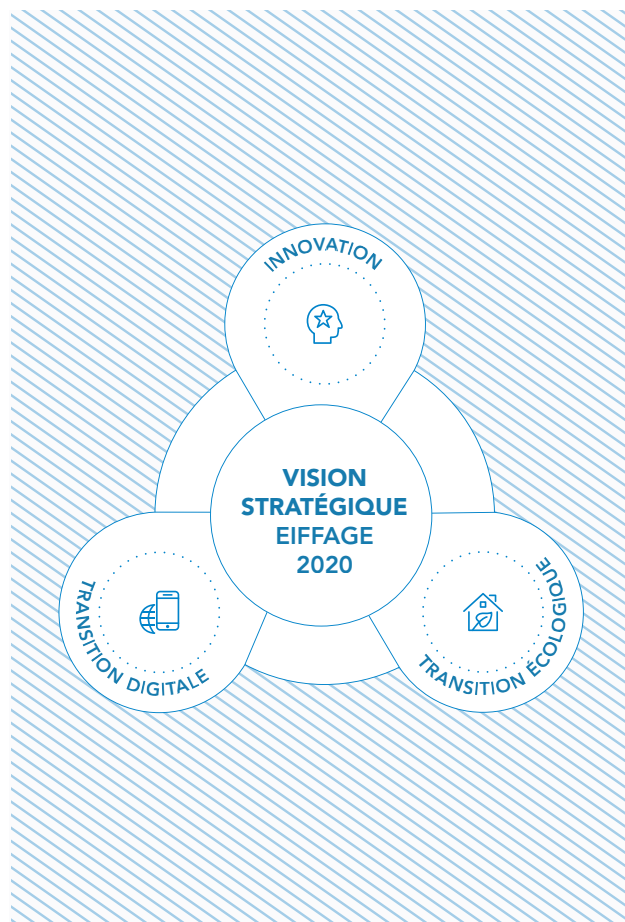 INNOVATION
VISION
STRATÉGIQUE
EIFFAGE
2020
TRANSITION DIGITALE
TRANSITION ÉCOLOGIQUE